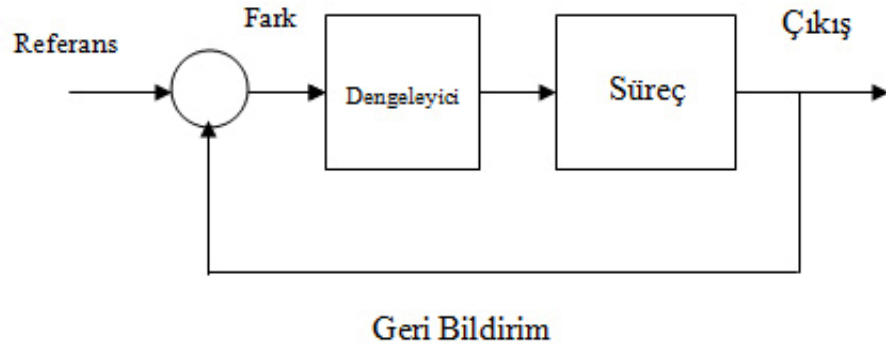 Referans
Fark
Dengeleyici
Süreç
Çıkış
Geri Bildirim